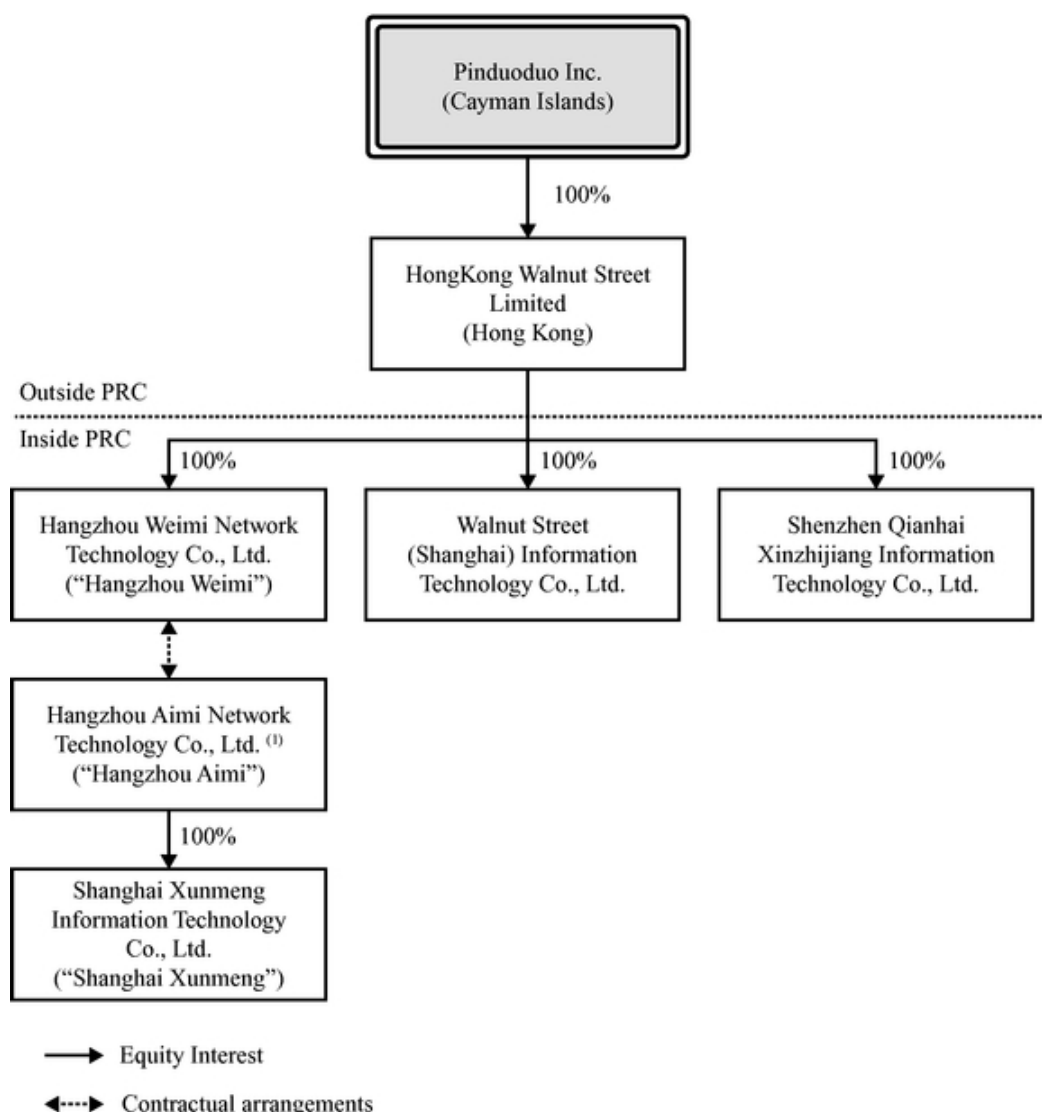 Pinduoduo Inc.
(Cayman Islands)
100%
HongKong Walnut Street
Limited
(Hong Kong)
Outside PRC
Inside PRC
100%
100%
100%
Hangzhou Weimi Network
Technology Co., Ltd.
(“Hangzhou Weimi”)
Walnut Street
(Shanghai) Information
Technology Co., Ltd.
Shenzhen Qianhai
Xinzhijiang Information
Technology Co., Ltd.
Hangzhou Aimi Network
Technology Co., Ltd. (1)
(“Hangzhou Aimi”)
100%
Shanghai Xunmeng
Information Technology
Co., Ltd.
(“Shanghai Xunmeng”)
Equity Interest
Contractual arrangements